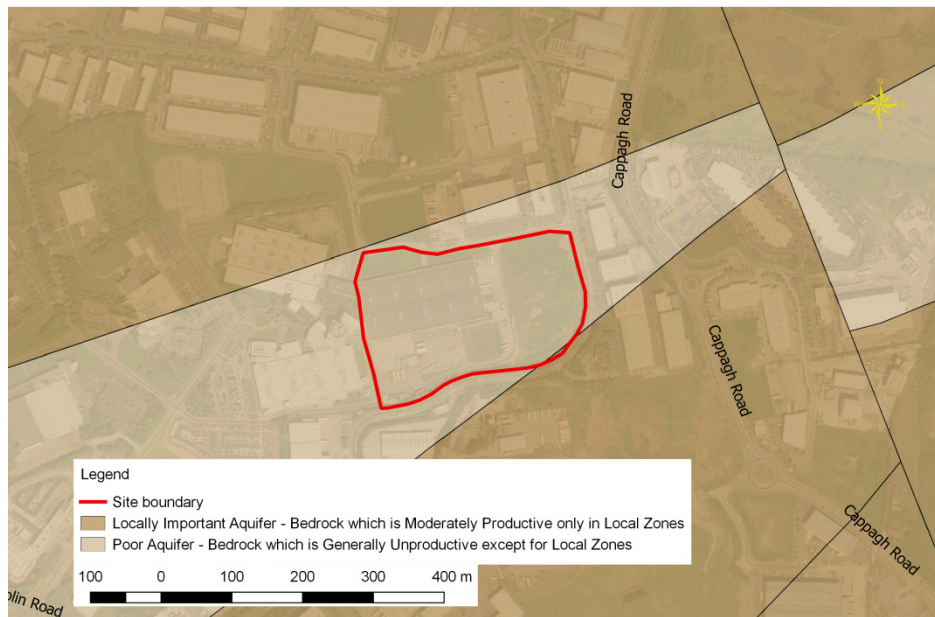 Cappagh Road
N
W
E
S
Cappagh Road
Legend
Site boundary
Locally Important Aquifer - Bedrock which is Moderately Productive only in Local Zones
Poor Aquifer - Bedrock which is Generally Unproductive except for Local Zones
100 0 100 200 300 400 m
Cappagh Road
olin Road